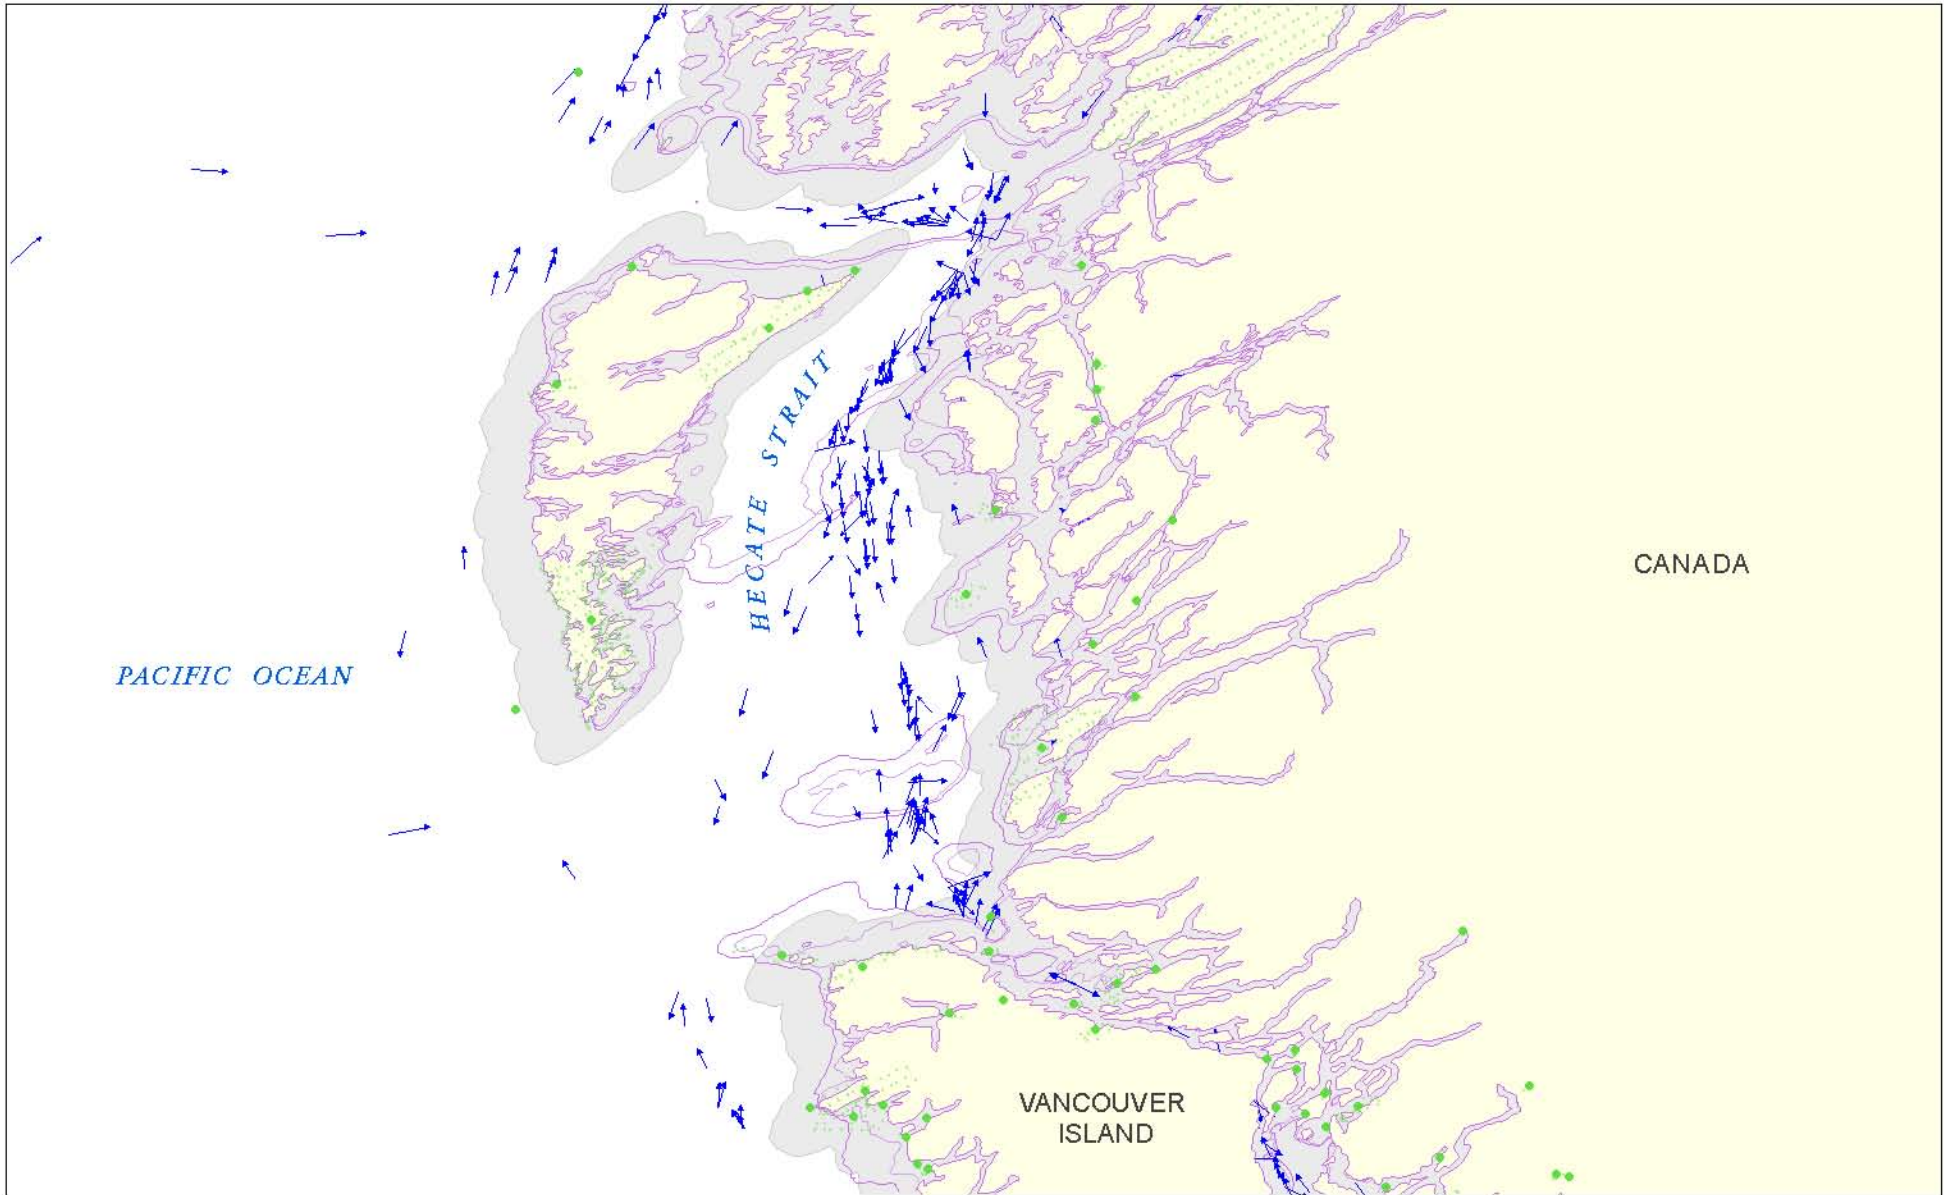 HECATE STRAIT
CANADA
PACIFIC OCEAN
VANCOUVER
ISLAND